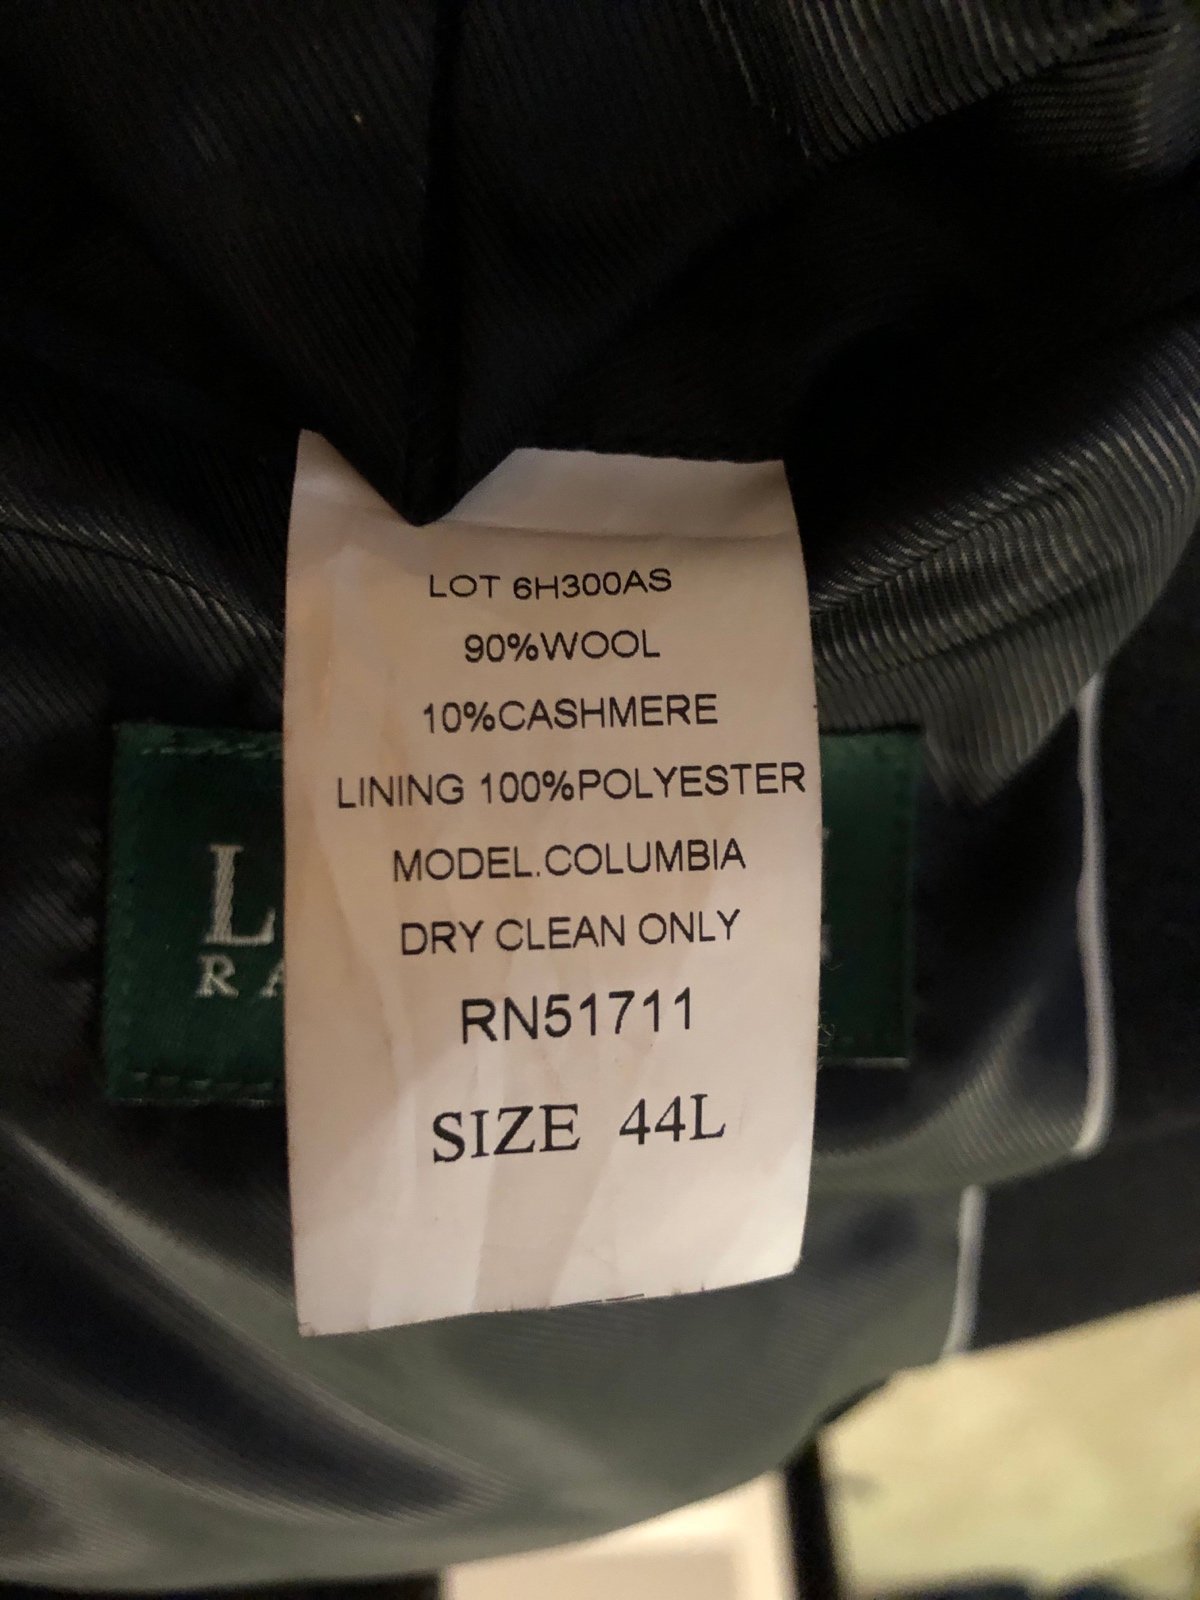 LOT 6H300AS
90%WOOL
10%CASHMERE
LINING 100%POLYESTER
MODEL.COLUMBIA
DRY CLEAN ONLY
RN51711
SIZE 44L